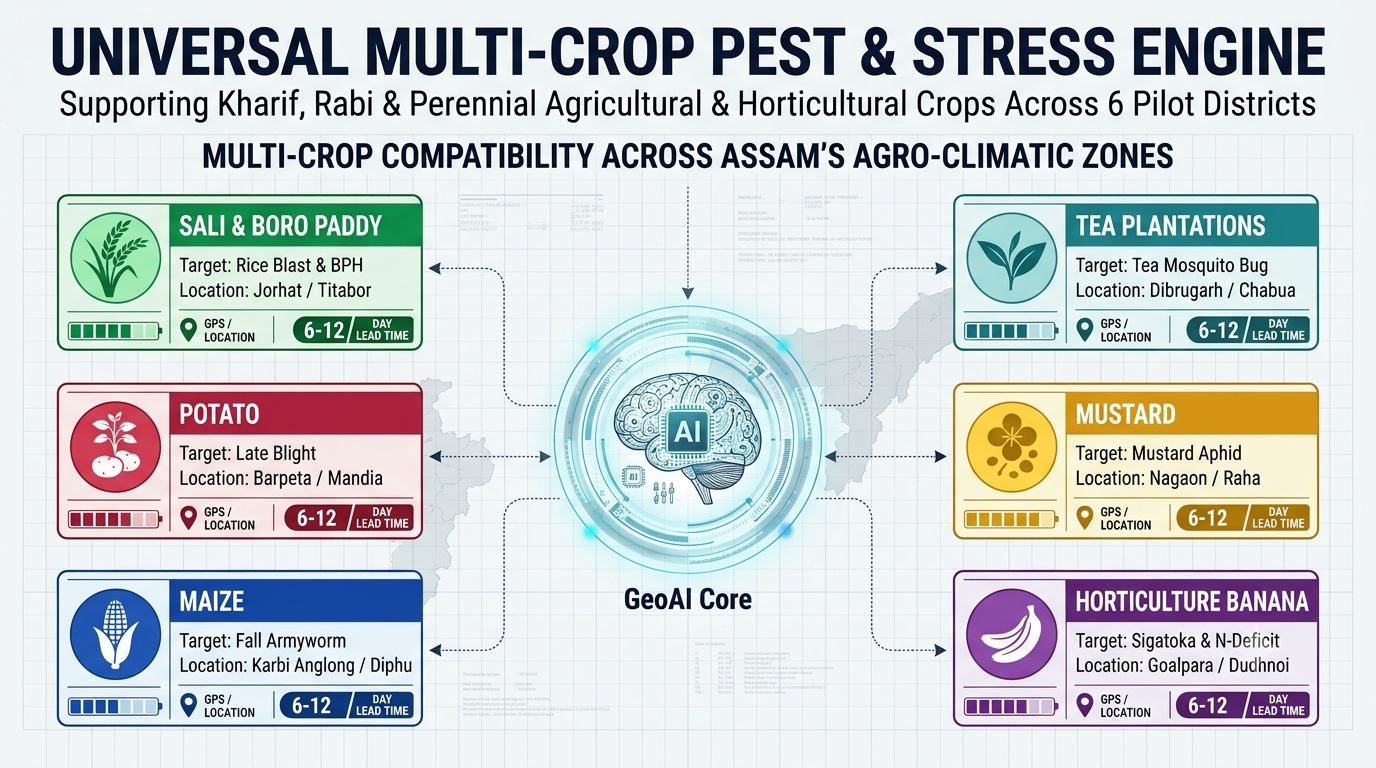 UNIVERSAL MULTI-CROP PEST & STRESS ENGINE
Supporting Kharif, Rabi & Perennial Agricultural & Horticultural Crops Across 6 Pilot Districts
MULTI-CROP COMPATIBILITY ACROSS ASSAM'S AGRO-CLIMATIC ZONES
SALI & BORO PADDY
Target: Rice Blast & BPH
Location: Jorhat / Titabor
GPS /
LOCATION
6-12 DAY
LEAD TIME
POTATO
Target: Late Blight
Location: Barpeta / Mandia
GPS /
LOCATION
6-12 DAY
LEAD TIME
MAIZE
Target: Fall Armyworm
Location: Karbi Anglong / Diphu
GPS /
LOCATION
6-12 DAY
LEAD TIME
AI
AI
GeoAI Core
TEA PLANTATIONS
Target: Tea Mosquito Bug
Location: Dibrugarh / Chabua
GPS /
LOCATION
6-12 DAY
LEAD TIME
MUSTARD
Target: Mustard Aphid
Location: Nagaon / Raha
GPS /
LOCATION
6-12 DAY
LEAD TIME
HORTICULTURE BANANA
Target: Sigatoka & N-Deficit
Location: Goalpara / Dudhnoi
GPS /
LOCATION
6-12 DAY
LEAD TIME